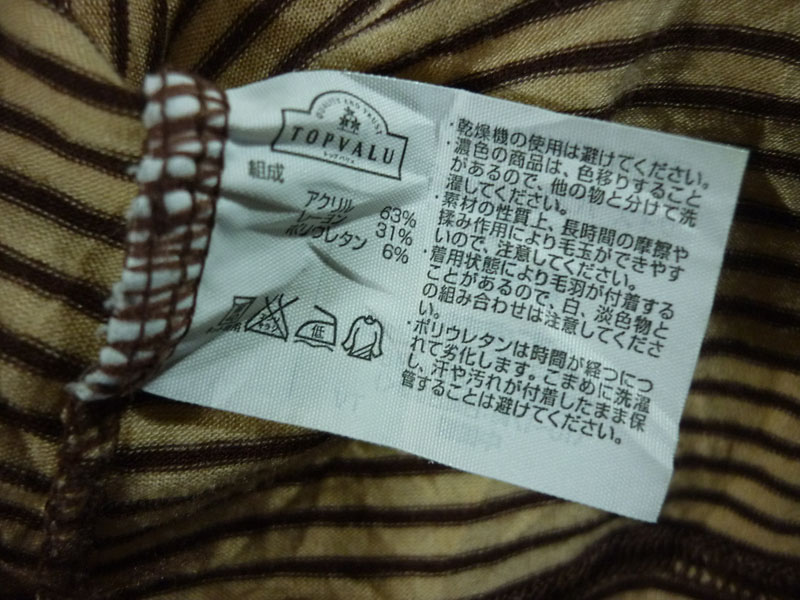 QUALITY AND TRUST
TOPVALU
トップバリュ
組成
アクリル 63%
レーヨン 31%
ポリウレタン 6%
低
・乾燥機の使用は避けてください。
・濃色の商品は、色移りすること
があるので、他の物と分けて洗
濯してください。
・素材の性質上、長時間の摩擦や
揉み作用により毛玉ができやす
いので、注意してください。
・着用状態により毛羽が付着する
ことがあるので、白、淡色物と
の組み合わせは注意してくださ
い。
・ポリウレタンは時間が経つにつ
れて劣化します。こまめに洗濯
し、汗や汚れが付着したまま保
管することは避けてください。